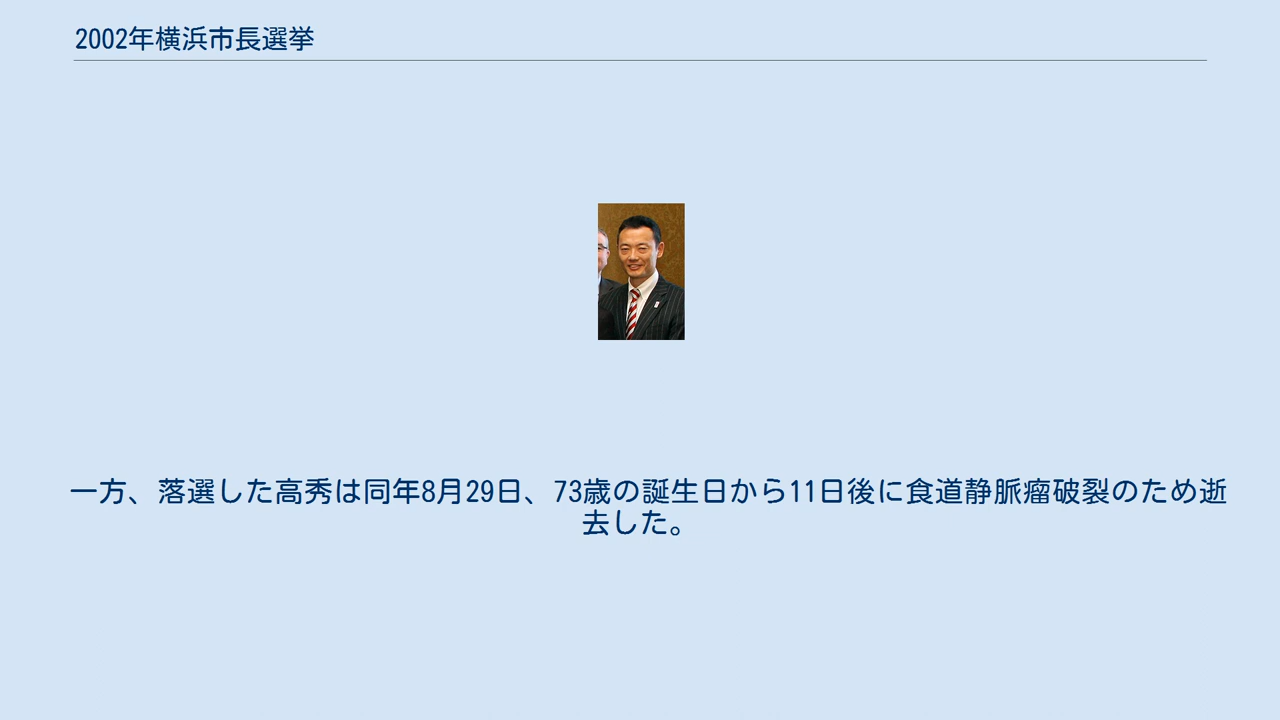 2002年横浜市長選挙
一方、落選した高秀は同年8月29日、73歳の誕生日から11日後に食道静脈瘤破裂のため逝
去した。